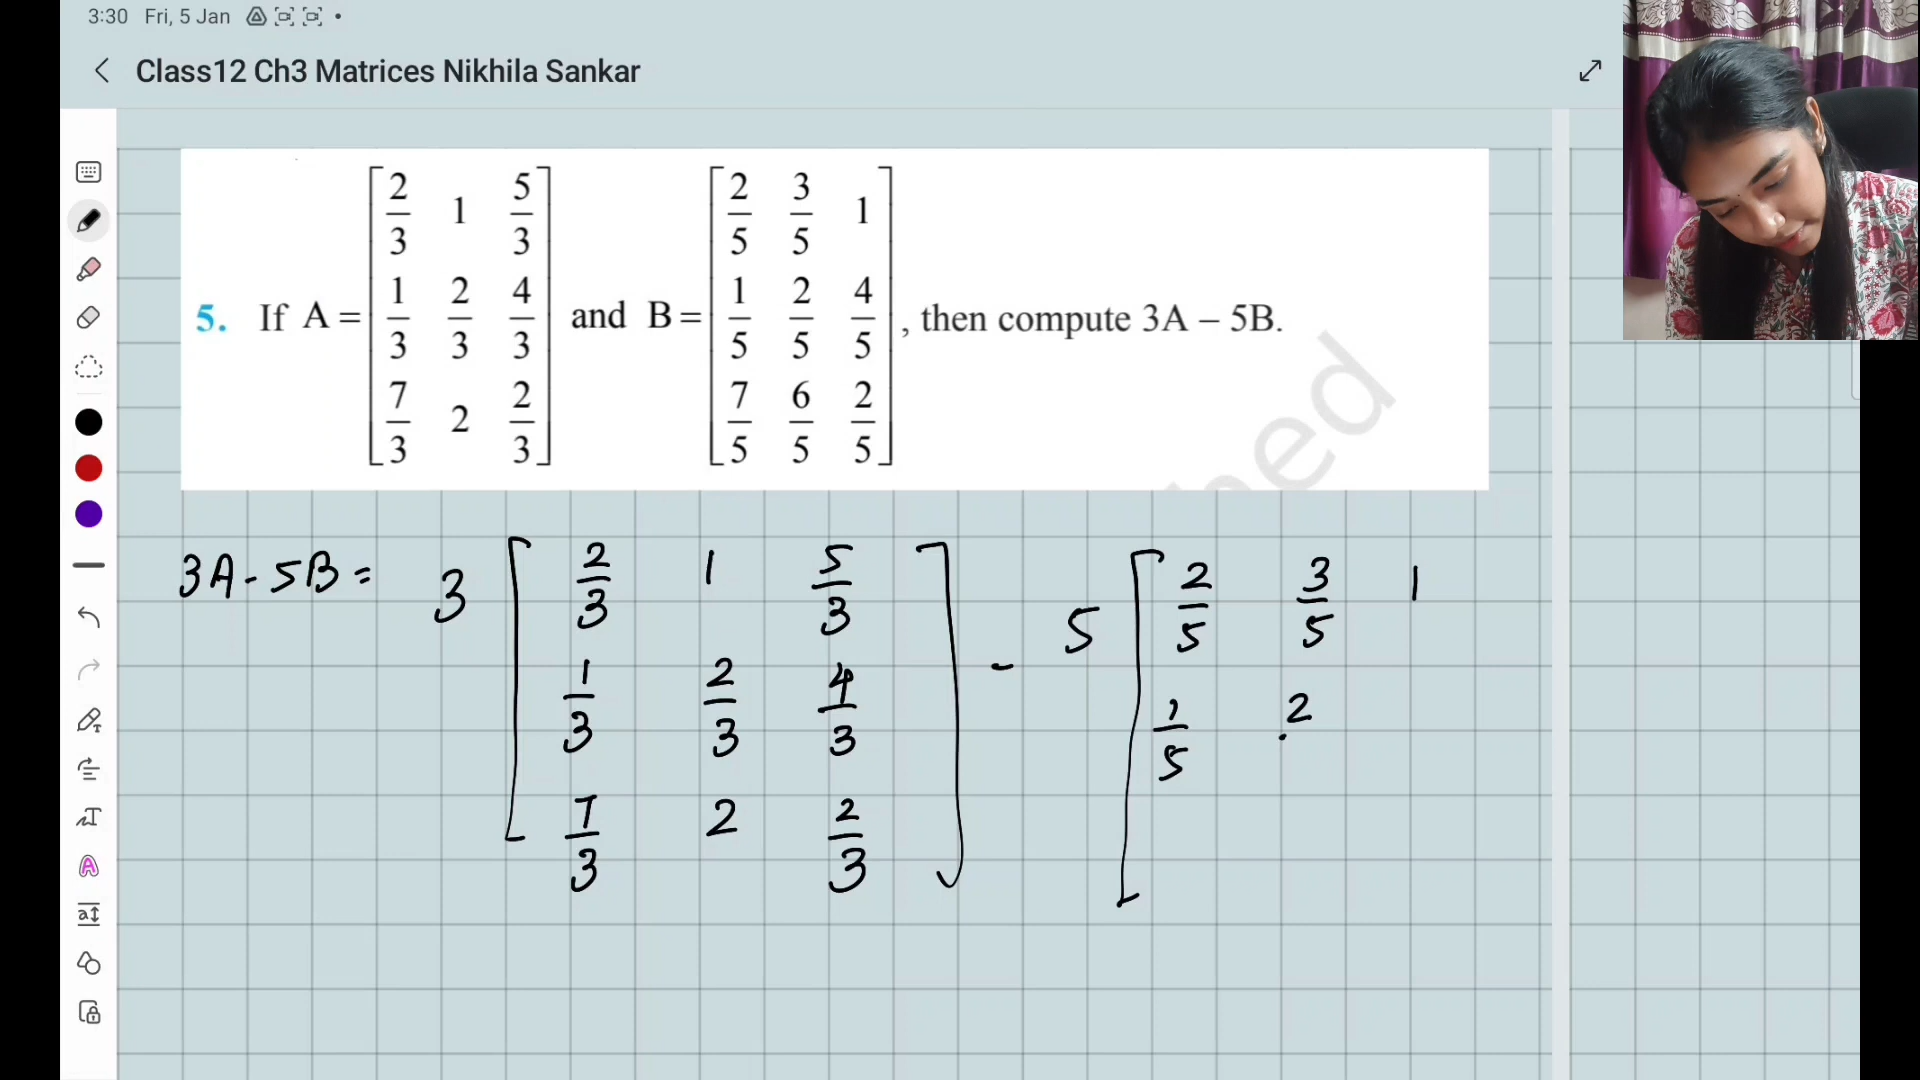 3:30 Fri, 5 Jan
Class12 Ch3 Matrices Nikhila Sankar
5. If A = [ 2/3 1 5/3 ] and B = [ 2/5 3/5 1 ] , then compute 3A – 5B.
[ 1/3 2/3 4/3 ] [ 1/5 2/5 4/5 ]
[ 7/3 2 2/3 ] [ 7/5 6/5 2/5 ]
hed
3A - 5B = 3 [ 2/3 1 5/3 ] - 5 [ 2/5 3/5 1
[ 1/3 2/3 4/3 ] [ 1/5 2
[ 7/3 2 2/3 ]